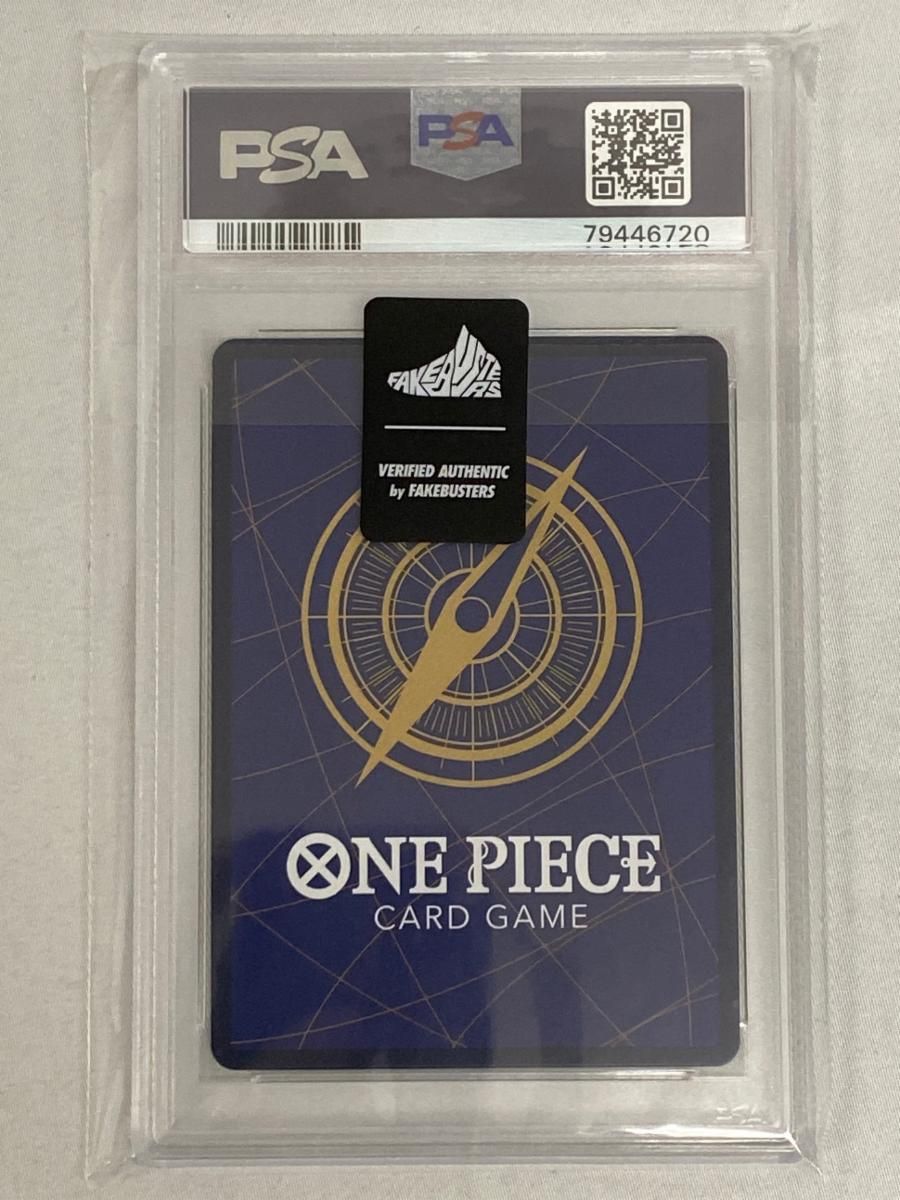 PSA
PSA
79446720
FAKEBUSTERS
VERIFIED AUTHENTIC
by FAKEBUSTERS
ONE PIECE
CARD GAME